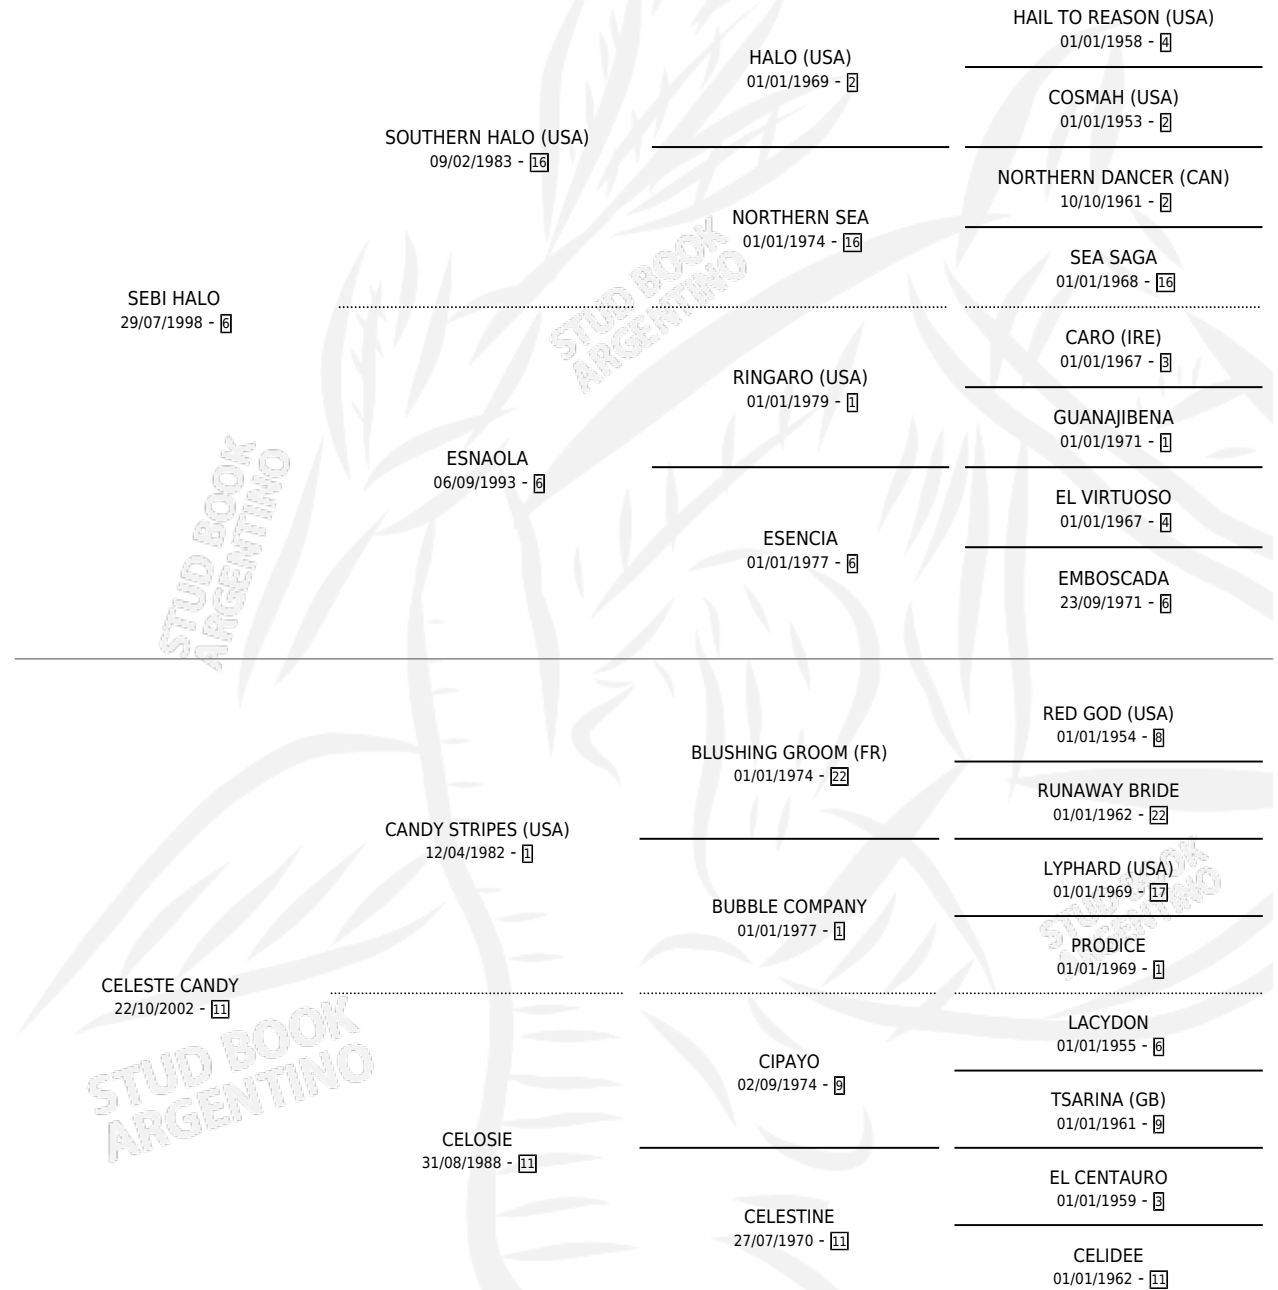 HAIL TO REASON (USA)
01/01/1958 - 4
HALO (USA)
01/01/1969 - 2
COSMAH (USA)
01/01/1953 - 2
SOUTHERN HALO (USA)
09/02/1983 - 16
NORTHERN DANCER (CAN)
10/10/1961 - 2
NORTHERN SEA
01/01/1974 - 16
SEA SAGA
01/01/1968 - 16
SEBI HALO
29/07/1998 - 6
STUD BOOK
ARGENTINO
CARO (IRE)
01/01/1967 - 3
RINGARO (USA)
01/01/1979 - 1
GUANAJIBENA
01/01/1971 - 1
ESNAOLA
06/09/1993 - 6
EL VIRTUOSO
01/01/1967 - 4
ESENCIA
01/01/1977 - 6
EMBOSCADA
23/09/1971 - 6
STUD BOOK
ARGENTINO
RED GOD (USA)
01/01/1954 - 8
BLUSHING GROOM (FR)
01/01/1974 - 22
RUNAWAY BRIDE
01/01/1962 - 22
CANDY STRIPES (USA)
12/04/1982 - 1
LYPHARD (USA)
01/01/1969 - 17
BUBBLE COMPANY
01/01/1977 - 1
STUD BOOK
ARGENTINO
PRODICE
01/01/1969 - 1
CELESTE CANDY
22/10/2002 - 11
LACYDON
01/01/1955 - 6
STUD BOOK
ARGENTINO
CIPAYO
02/09/1974 - 9
TSARINA (GB)
01/01/1961 - 9
CELOSIE
31/08/1988 - 11
EL CENTAURO
01/01/1959 - 3
CELESTINE
27/07/1970 - 11
CELIDEE
01/01/1962 - 11